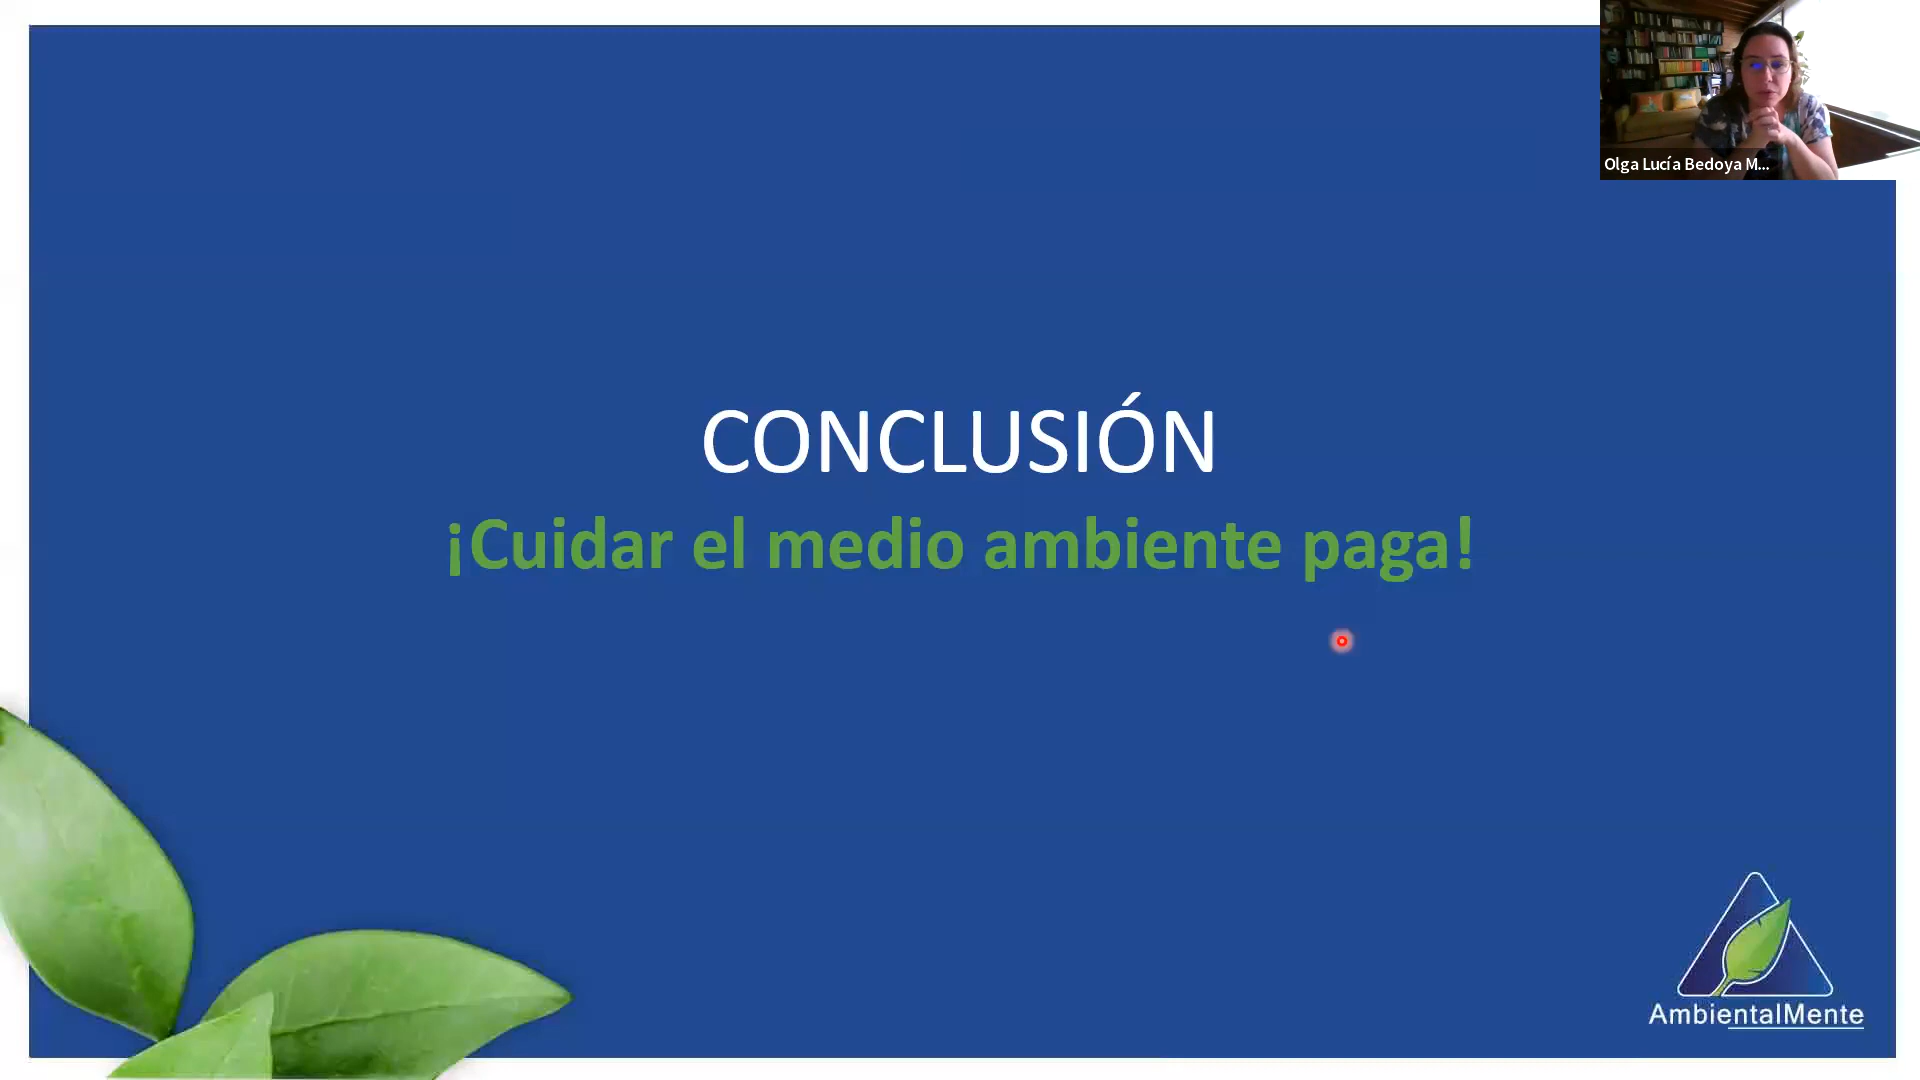 Olga Lucía Bedoya M...
CONCLUSIÓN
¡Cuidar el medio ambiente paga!
AmbientalMente